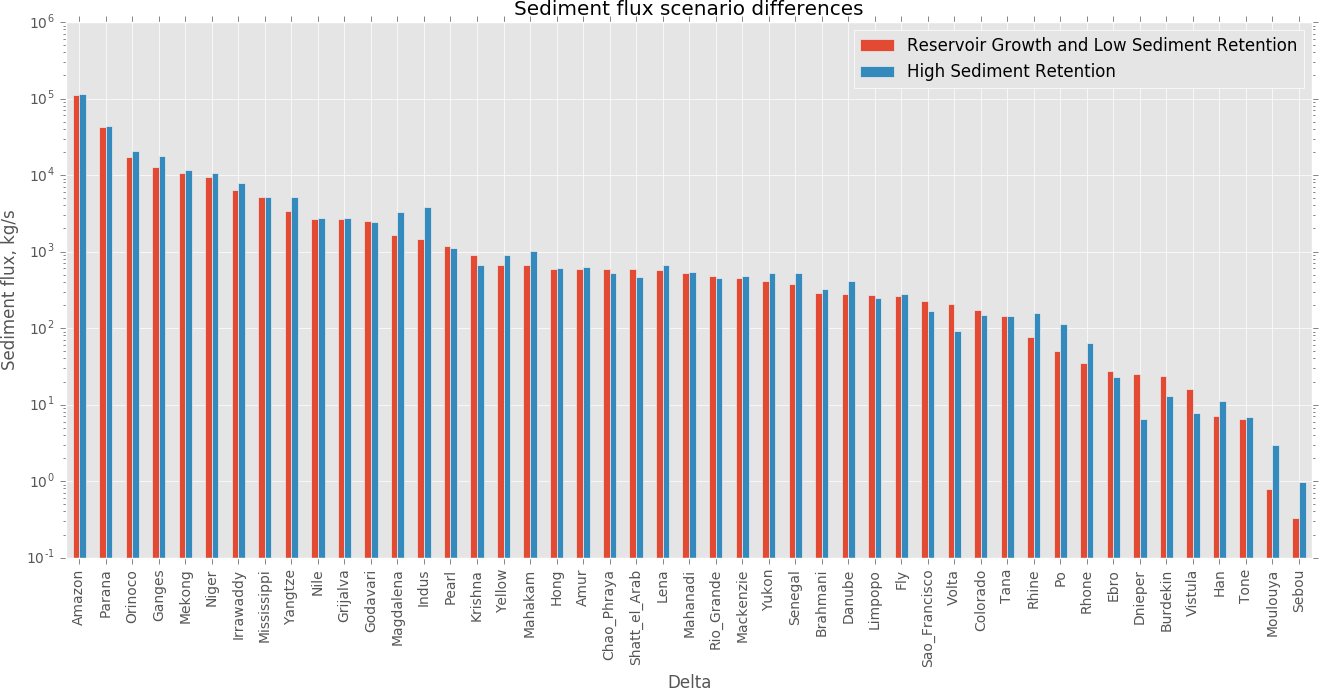 Sediment flux scenario differences
Reservoir Growth and Low Sediment Retention
High Sediment Retention
Sediment flux, kg/s
10^6
10^5
10^4
10^3
10^2
10^1
10^0
10^-1
Amazon
Parana
Orinoco
Ganges
Mekong
Niger
Irrawaddy
Mississippi
Yangtze
Nile
Grijalva
Godavari
Magdalena
Indus
Pearl
Krishna
Yellow
Mahakam
Hong
Amur
Chao_Phraya
Shatt_el_Arab
Lena
Mahanadi
Rio_Grande
Mackenzie
Yukon
Senegal
Brahmani
Danube
Limpopo
Fly
Sao_Francisco
Volta
Colorado
Tana
Rhine
Po
Rhone
Ebro
Dnieper
Burdekin
Vistula
Han
Tone
Moulouya
Sebou
Delta